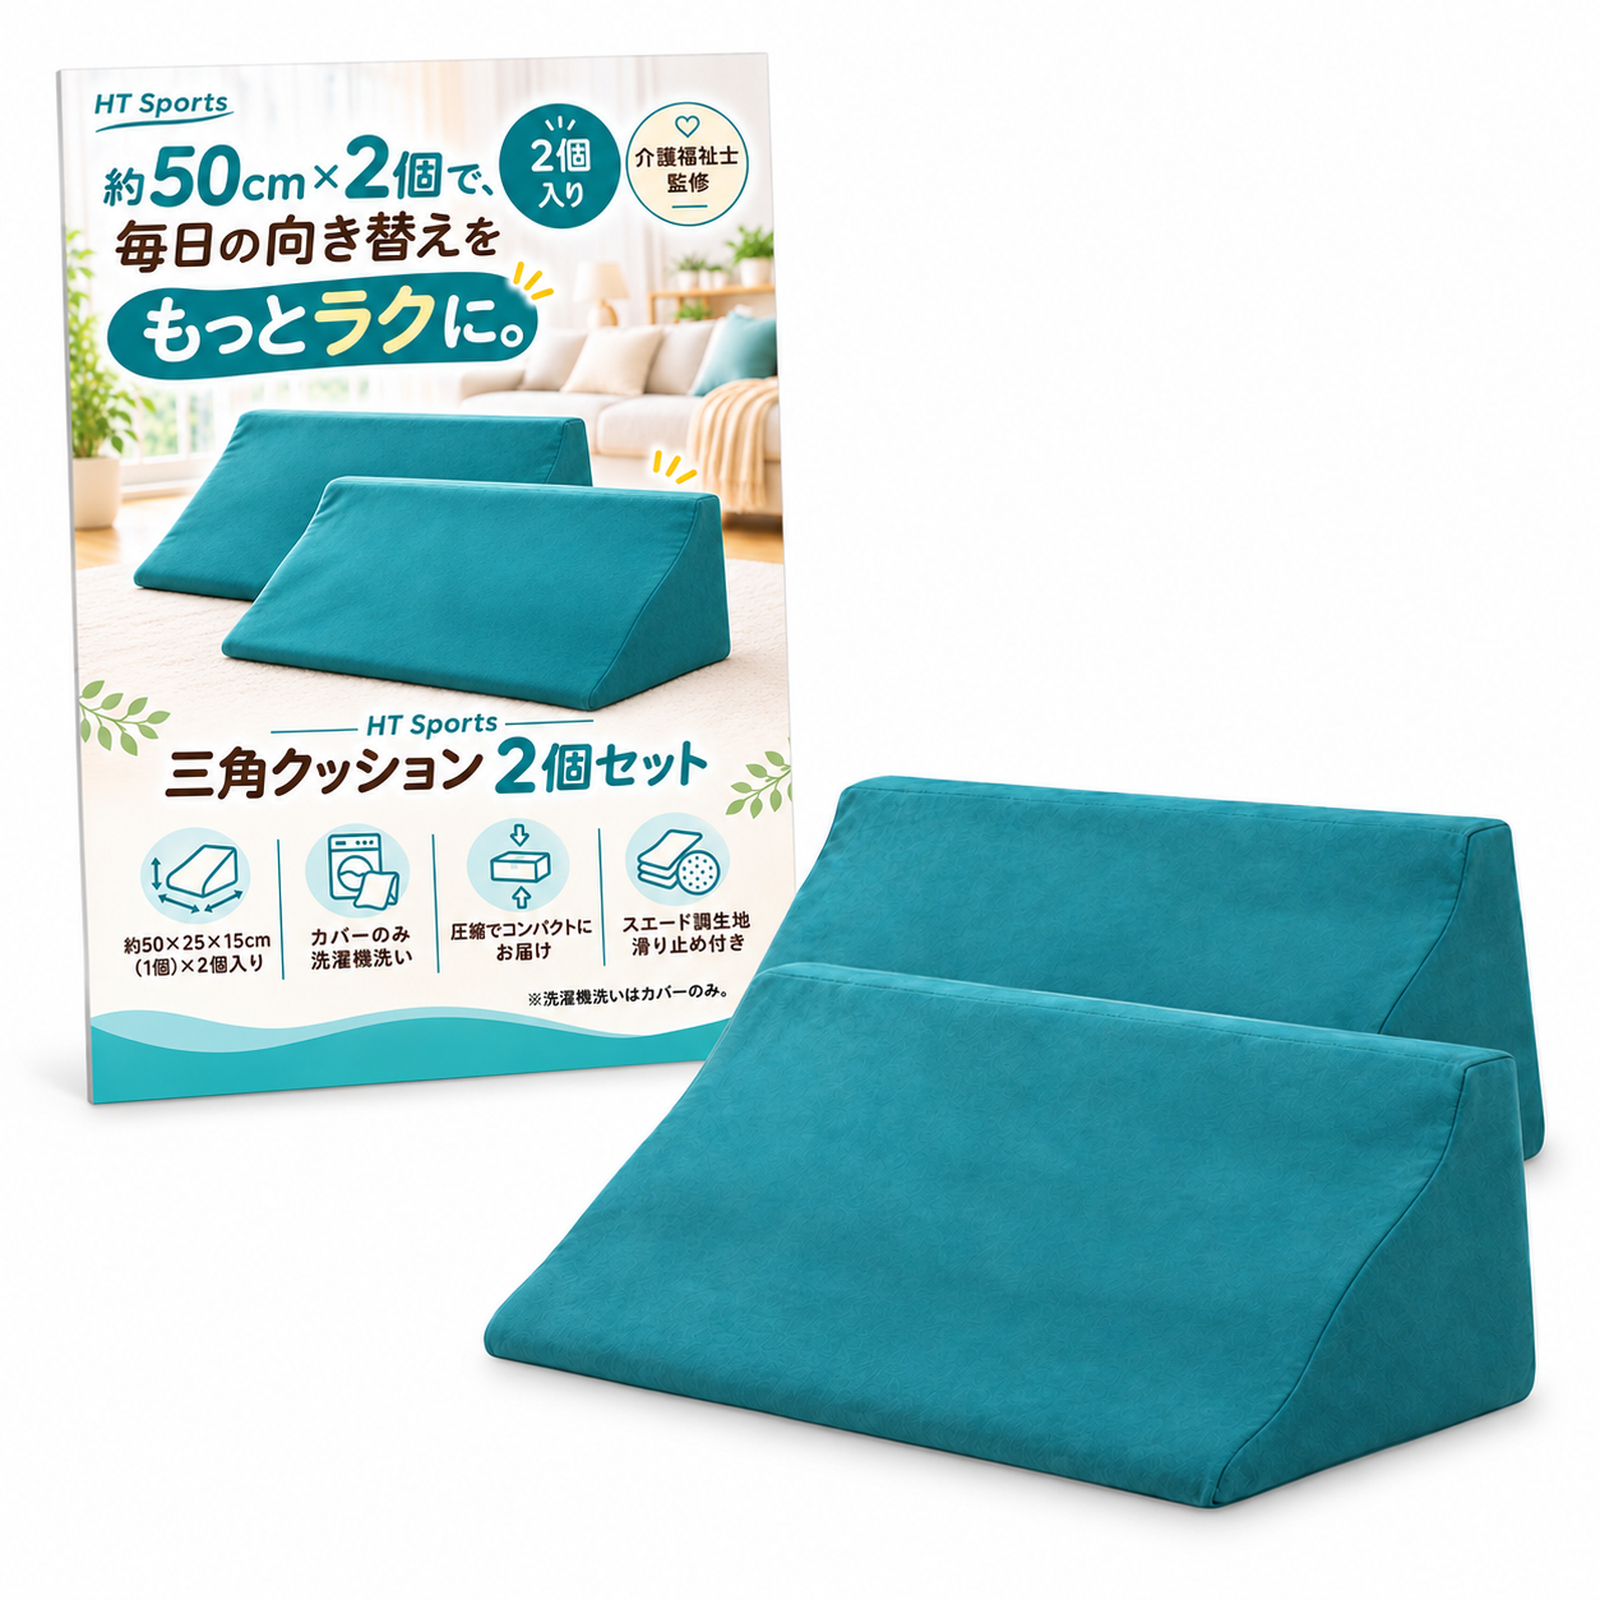 HT Sports
約50cm×2個で、
毎日の向き替えを
もっとラクに。
2個
入り
介護福祉士
監修
HT Sports
三角クッション2個セット
約50×25×15cm
（1個）×2個入り
カバーのみ
洗濯機洗い
圧縮でコンパクトに
お届け
スエード調生地
滑り止め付き
※洗濯機洗いはカバーのみ。